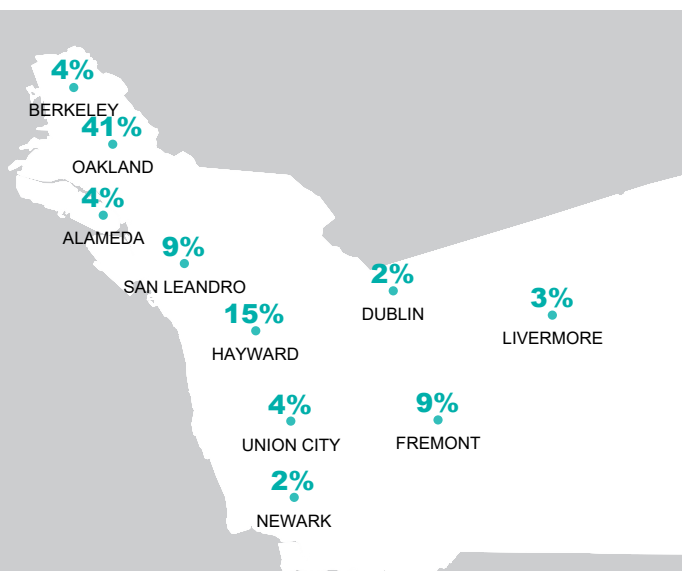 4%
BERKELEY
41%
OAKLAND
4%
ALAMEDA
9%
SAN LEANDRO
2%
DUBLIN
3%
LIVERMORE
15%
HAYWARD
4%
UNION CITY
9%
FREMONT
2%
NEWARK